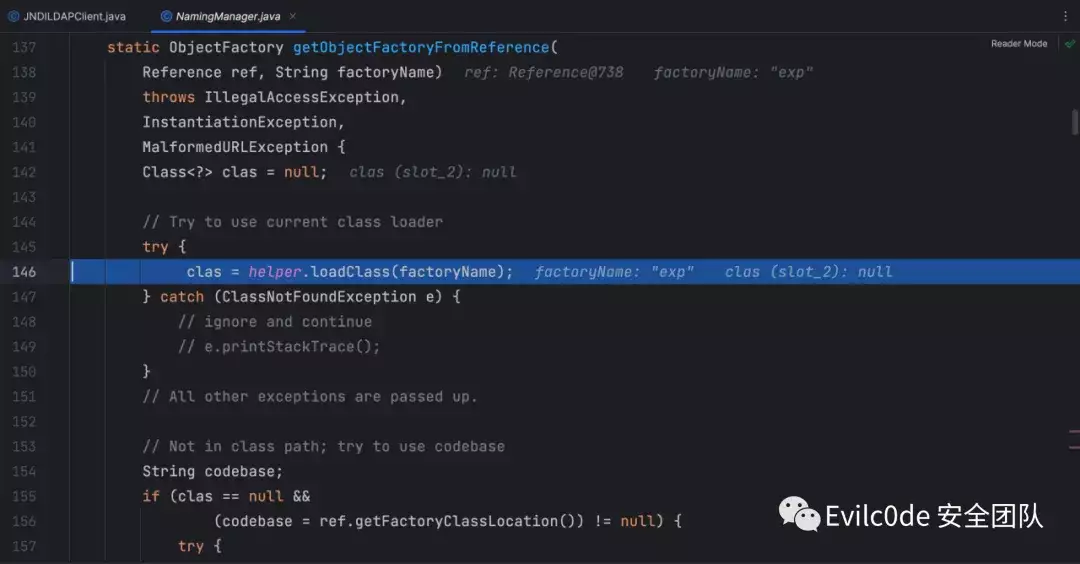 JNDILDAPClient.java NamingManager.java
Reader Mode
137 static ObjectFactory getObjectFactoryFromReference(
138 Reference ref, String factoryName) ref: Reference@738 factoryName: "exp"
139 throws IllegalAccessException,
140 InstantiationException,
141 MalformedURLException {
142 Class<?> clas = null; clas (slot_2): null
143
144 // Try to use current class loader
145 try {
146 clas = helper.loadClass(factoryName); factoryName: "exp" clas (slot_2): null
147 } catch (ClassNotFoundException e) {
148 // ignore and continue
149 // e.printStackTrace();
150 }
151 // All other exceptions are passed up.
152
153 // Not in class path; try to use codebase
154 String codebase;
155 if (clas == null &&
156 (codebase = ref.getFactoryClassLocation()) != null) {
157 try {
Evilc0de 安全团队